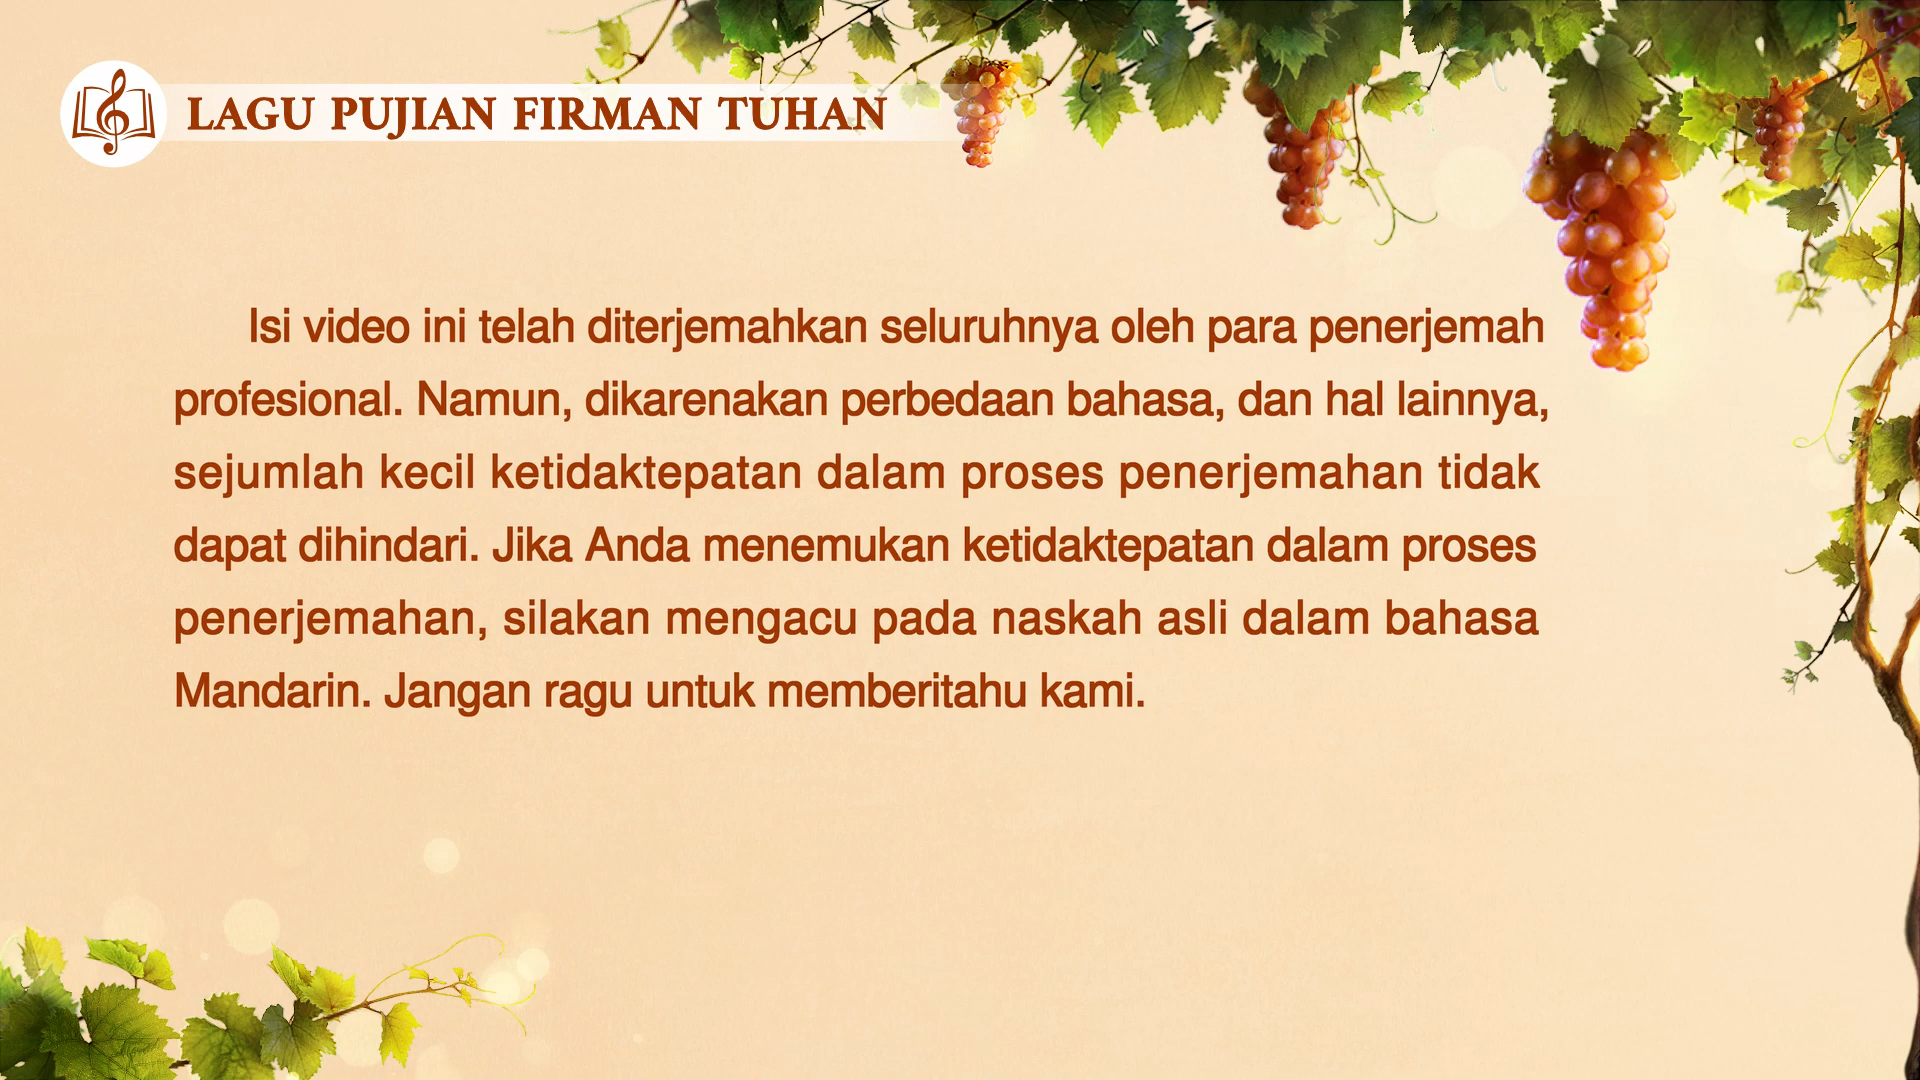 LAGU PUJIAN FIRMAN TUHAN
Isi video ini telah diterjemahkan seluruhnya oleh para penerjemah
profesional. Namun, dikarenakan perbedaan bahasa, dan hal lainnya,
sejumlah kecil ketidaktepatan dalam proses penerjemahan tidak
dapat dihindari. Jika Anda menemukan ketidaktepatan dalam proses
penerjemahan, silakan mengacu pada naskah asli dalam bahasa
Mandarin. Jangan ragu untuk memberitahu kami.